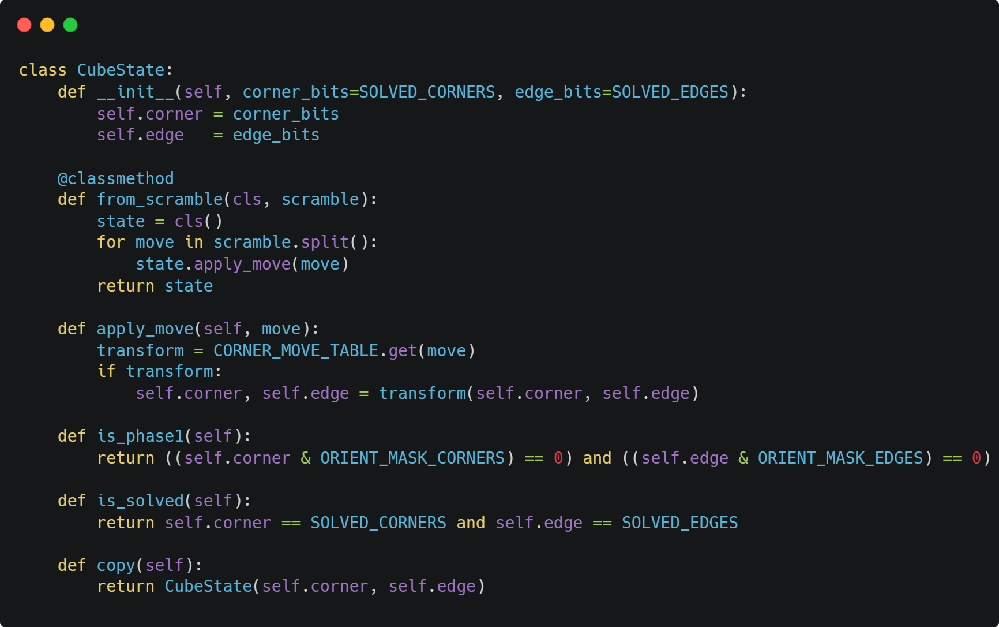 class CubeState:
    def __init__(self, corner_bits=SOLVED_CORNERS, edge_bits=SOLVED_EDGES):
        self.corner = corner_bits
        self.edge   = edge_bits

    @classmethod
    def from_scramble(cls, scramble):
        state = cls()
        for move in scramble.split():
            state.apply_move(move)
        return state

    def apply_move(self, move):
        transform = CORNER_MOVE_TABLE.get(move)
        if transform:
            self.corner, self.edge = transform(self.corner, self.edge)

    def is_phase1(self):
        return ((self.corner & ORIENT_MASK_CORNERS) == 0) and ((self.edge & ORIENT_MASK_EDGES) == 0)

    def is_solved(self):
        return self.corner == SOLVED_CORNERS and self.edge == SOLVED_EDGES

    def copy(self):
        return CubeState(self.corner, self.edge)